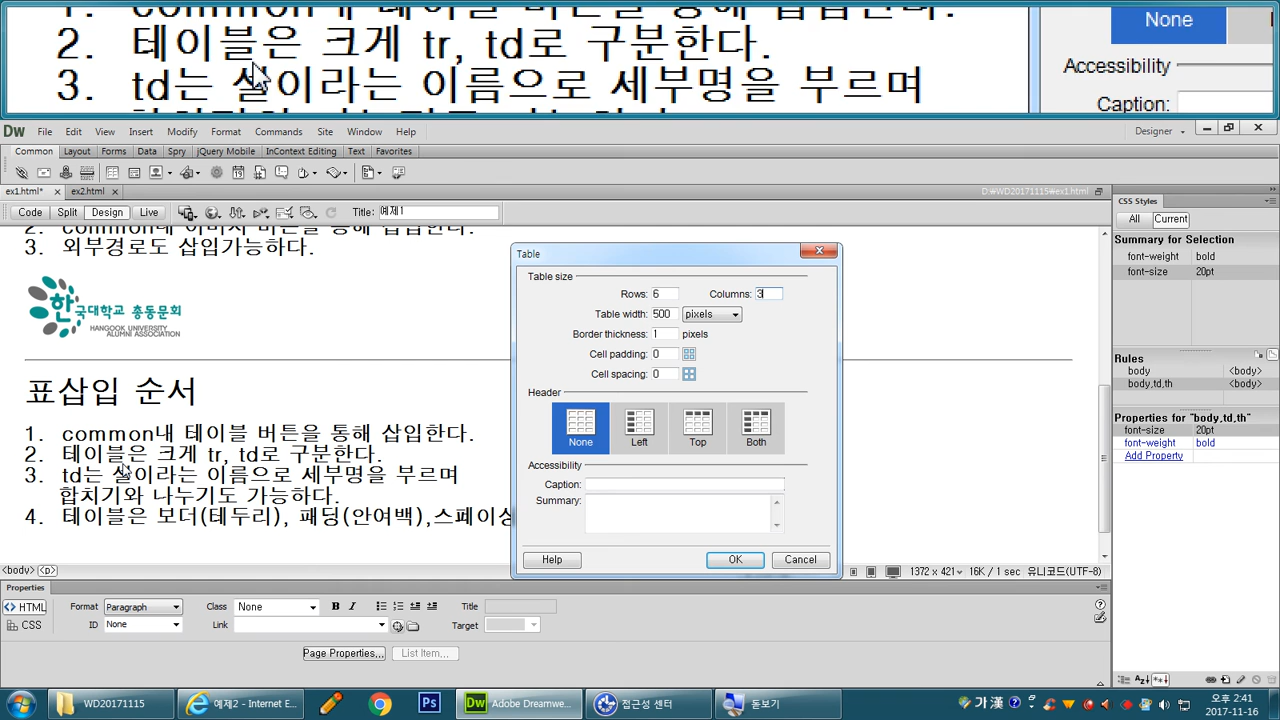 2. 테이블은 크게 tr, td로 구분한다.
3. td는 셀이라는 이름으로 세부명을 부르며
None
Accessibility
Caption:
Dw File Edit View Insert Modify Format Commands Site Window Help
Designer
Common Layout Forms Data Spry jQuery Mobile InContext Editing Text Favorites
ex1.html* ex2.html
D:\WD20171115\ex1.html
Code Split Design Live Title: 예제1
3. 외부경로도 삽입가능하다.
한국대학교 총동문회
HANGOOK UNIVERSITY
ALUMNI ASSOCIATION
표삽입 순서
1. common내 테이블 버튼을 통해 삽입한다.
2. 테이블은 크게 tr, td로 구분한다.
3. td는 셀이라는 이름으로 세부명을 부르며
합치기와 나누기도 가능하다.
4. 테이블은 보더(테두리), 패딩(안여백),스페이싱
Table
Table size
Rows: 6 Columns: 3
Table width: 500 pixels
Border thickness: 1 pixels
Cell padding: 0
Cell spacing: 0
Header
None Left Top Both
Accessibility
Caption:
Summary:
Help OK Cancel
CSS Styles
All Current
Summary for Selection
font-weight bold
font-size 20pt
Rules
body <body>
body,td,th <body>
Properties for "body,td,th"
font-size 20pt
font-weight bold
Add Property
<body> <p>
1372 x 421 16K / 1 sec 유니코드(UTF-8)
Properties
<> HTML Format Paragraph Class None B I Title
CSS ID None Link Target
Page Properties... List Item...
WD20171115 예제2 - Internet E... Ps Dw Adobe Dreamwe... 접근성 센터 돋보기
가 漢
오후 2:41
2017-11-16